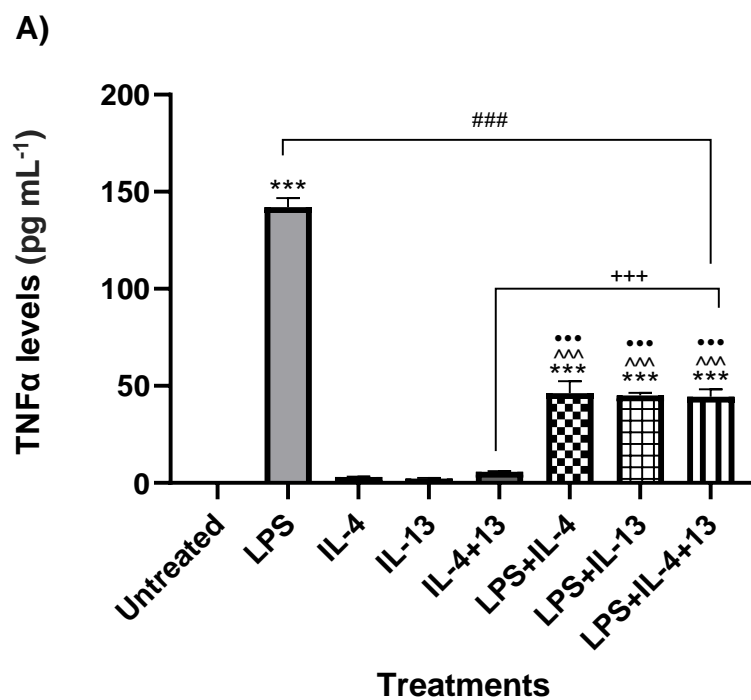 A)
TNFα levels (pg mL⁻¹)
200
150
100
50
0
###
***
+++
•••
^^^
***
•••
^^^
***
•••
^^^
***
Untreated
LPS
IL-4
IL-13
IL-4+13
LPS+IL-4
LPS+IL-13
LPS+IL-4+13
Treatments